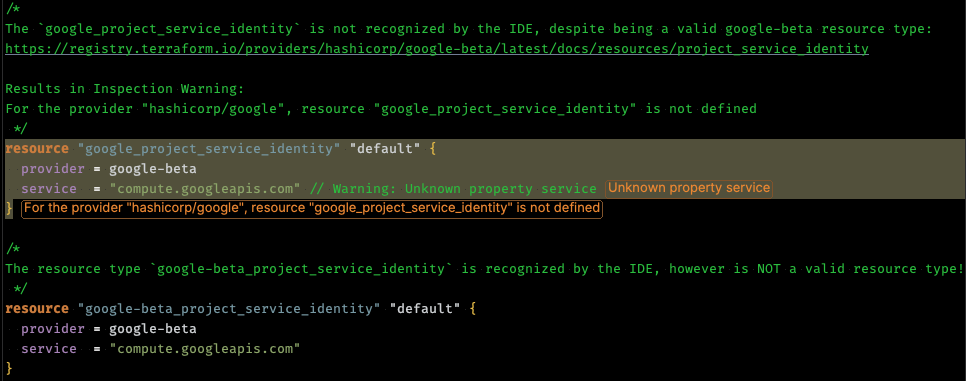 /*
The `google_project_service_identity` is not recognized by the IDE, despite being a valid google-beta resource type:
https://registry.terraform.io/providers/hashicorp/google-beta/latest/docs/resources/project_service_identity
Results in Inspection Warning:
For the provider "hashicorp/google", resource "google_project_service_identity" is not defined
*/
resource "google_project_service_identity" "default" {
provider = google-beta
service = "compute.googleapis.com" // Warning: Unknown property service Unknown property service
} For the provider "hashicorp/google", resource "google_project_service_identity" is not defined
/*
The resource type `google-beta_project_service_identity` is recognized by the IDE, however is NOT a valid resource type!
*/
resource "google-beta_project_service_identity" "default" {
provider = google-beta
service = "compute.googleapis.com"
}